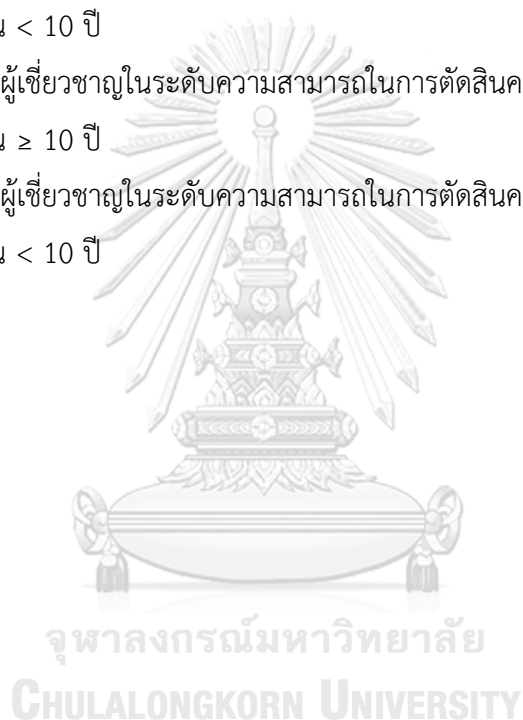 น < 10 ปี
ผู้เชี่ยวชาญในระดับความสามารถในการตัดสินค
น ≥ 10 ปี
ผู้เชี่ยวชาญในระดับความสามารถในการตัดสินค
น < 10 ปี
จุฬาลงกรณ์มหาวิทยาลัย
CHULALONGKORN UNIVERSITY